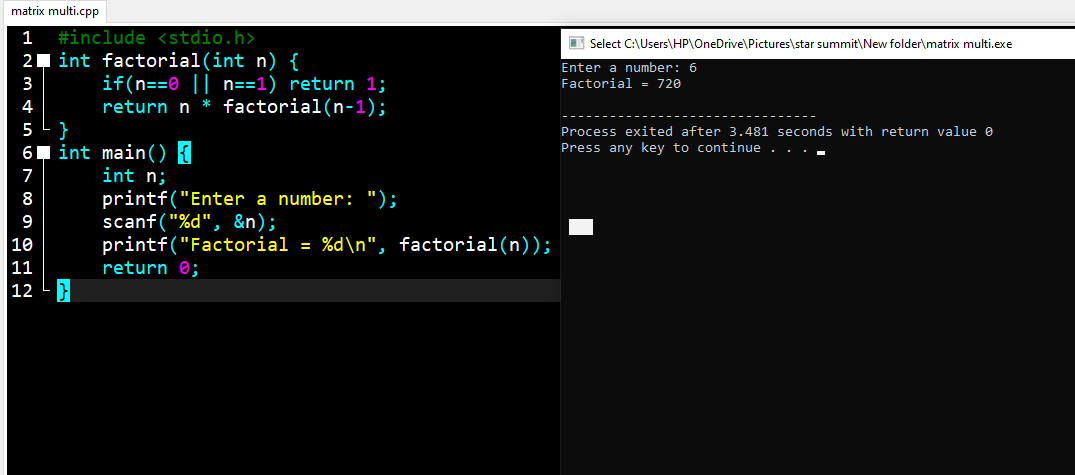 matrix multi.cpp
1 #include <stdio.h>
2 int factorial(int n) {
3 if(n==0 || n==1) return 1;
4 return n * factorial(n-1);
5 }
6 int main() {
7 int n;
8 printf("Enter a number: ");
9 scanf("%d", &n);
10 printf("Factorial = %d\n", factorial(n));
11 return 0;
12 }
Select C:\Users\HP\OneDrive\Pictures\star summit\New folder\matrix multi.exe
Enter a number: 6
Factorial = 720
--------------------------------
Process exited after 3.481 seconds with return value 0
Press any key to continue . . .